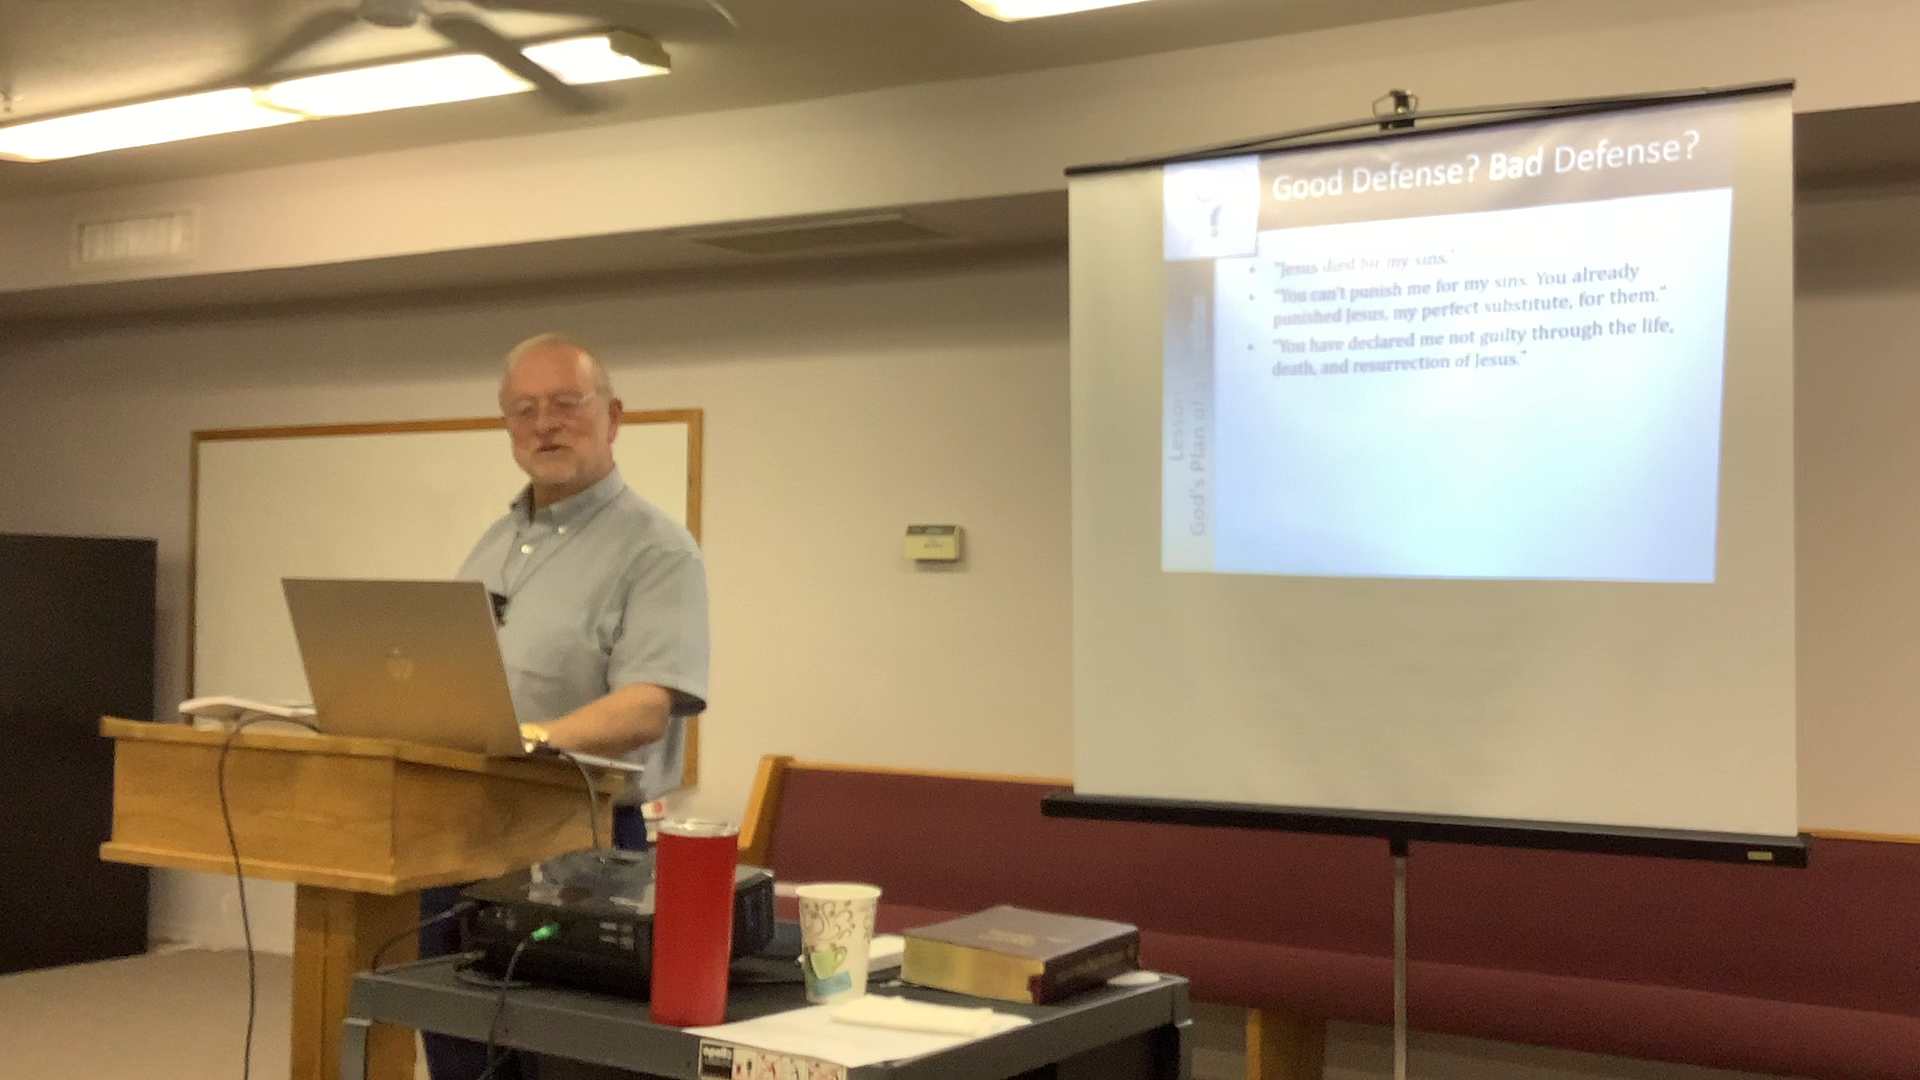 Good Defense? Bad Defense?
• "Jesus died for my sins."
• "You can't punish me for my sins. You already
punished Jesus, my perfect substitute, for them."
• "You have declared me not guilty through the life,
death, and resurrection of Jesus."
Lesson
God's Plan of